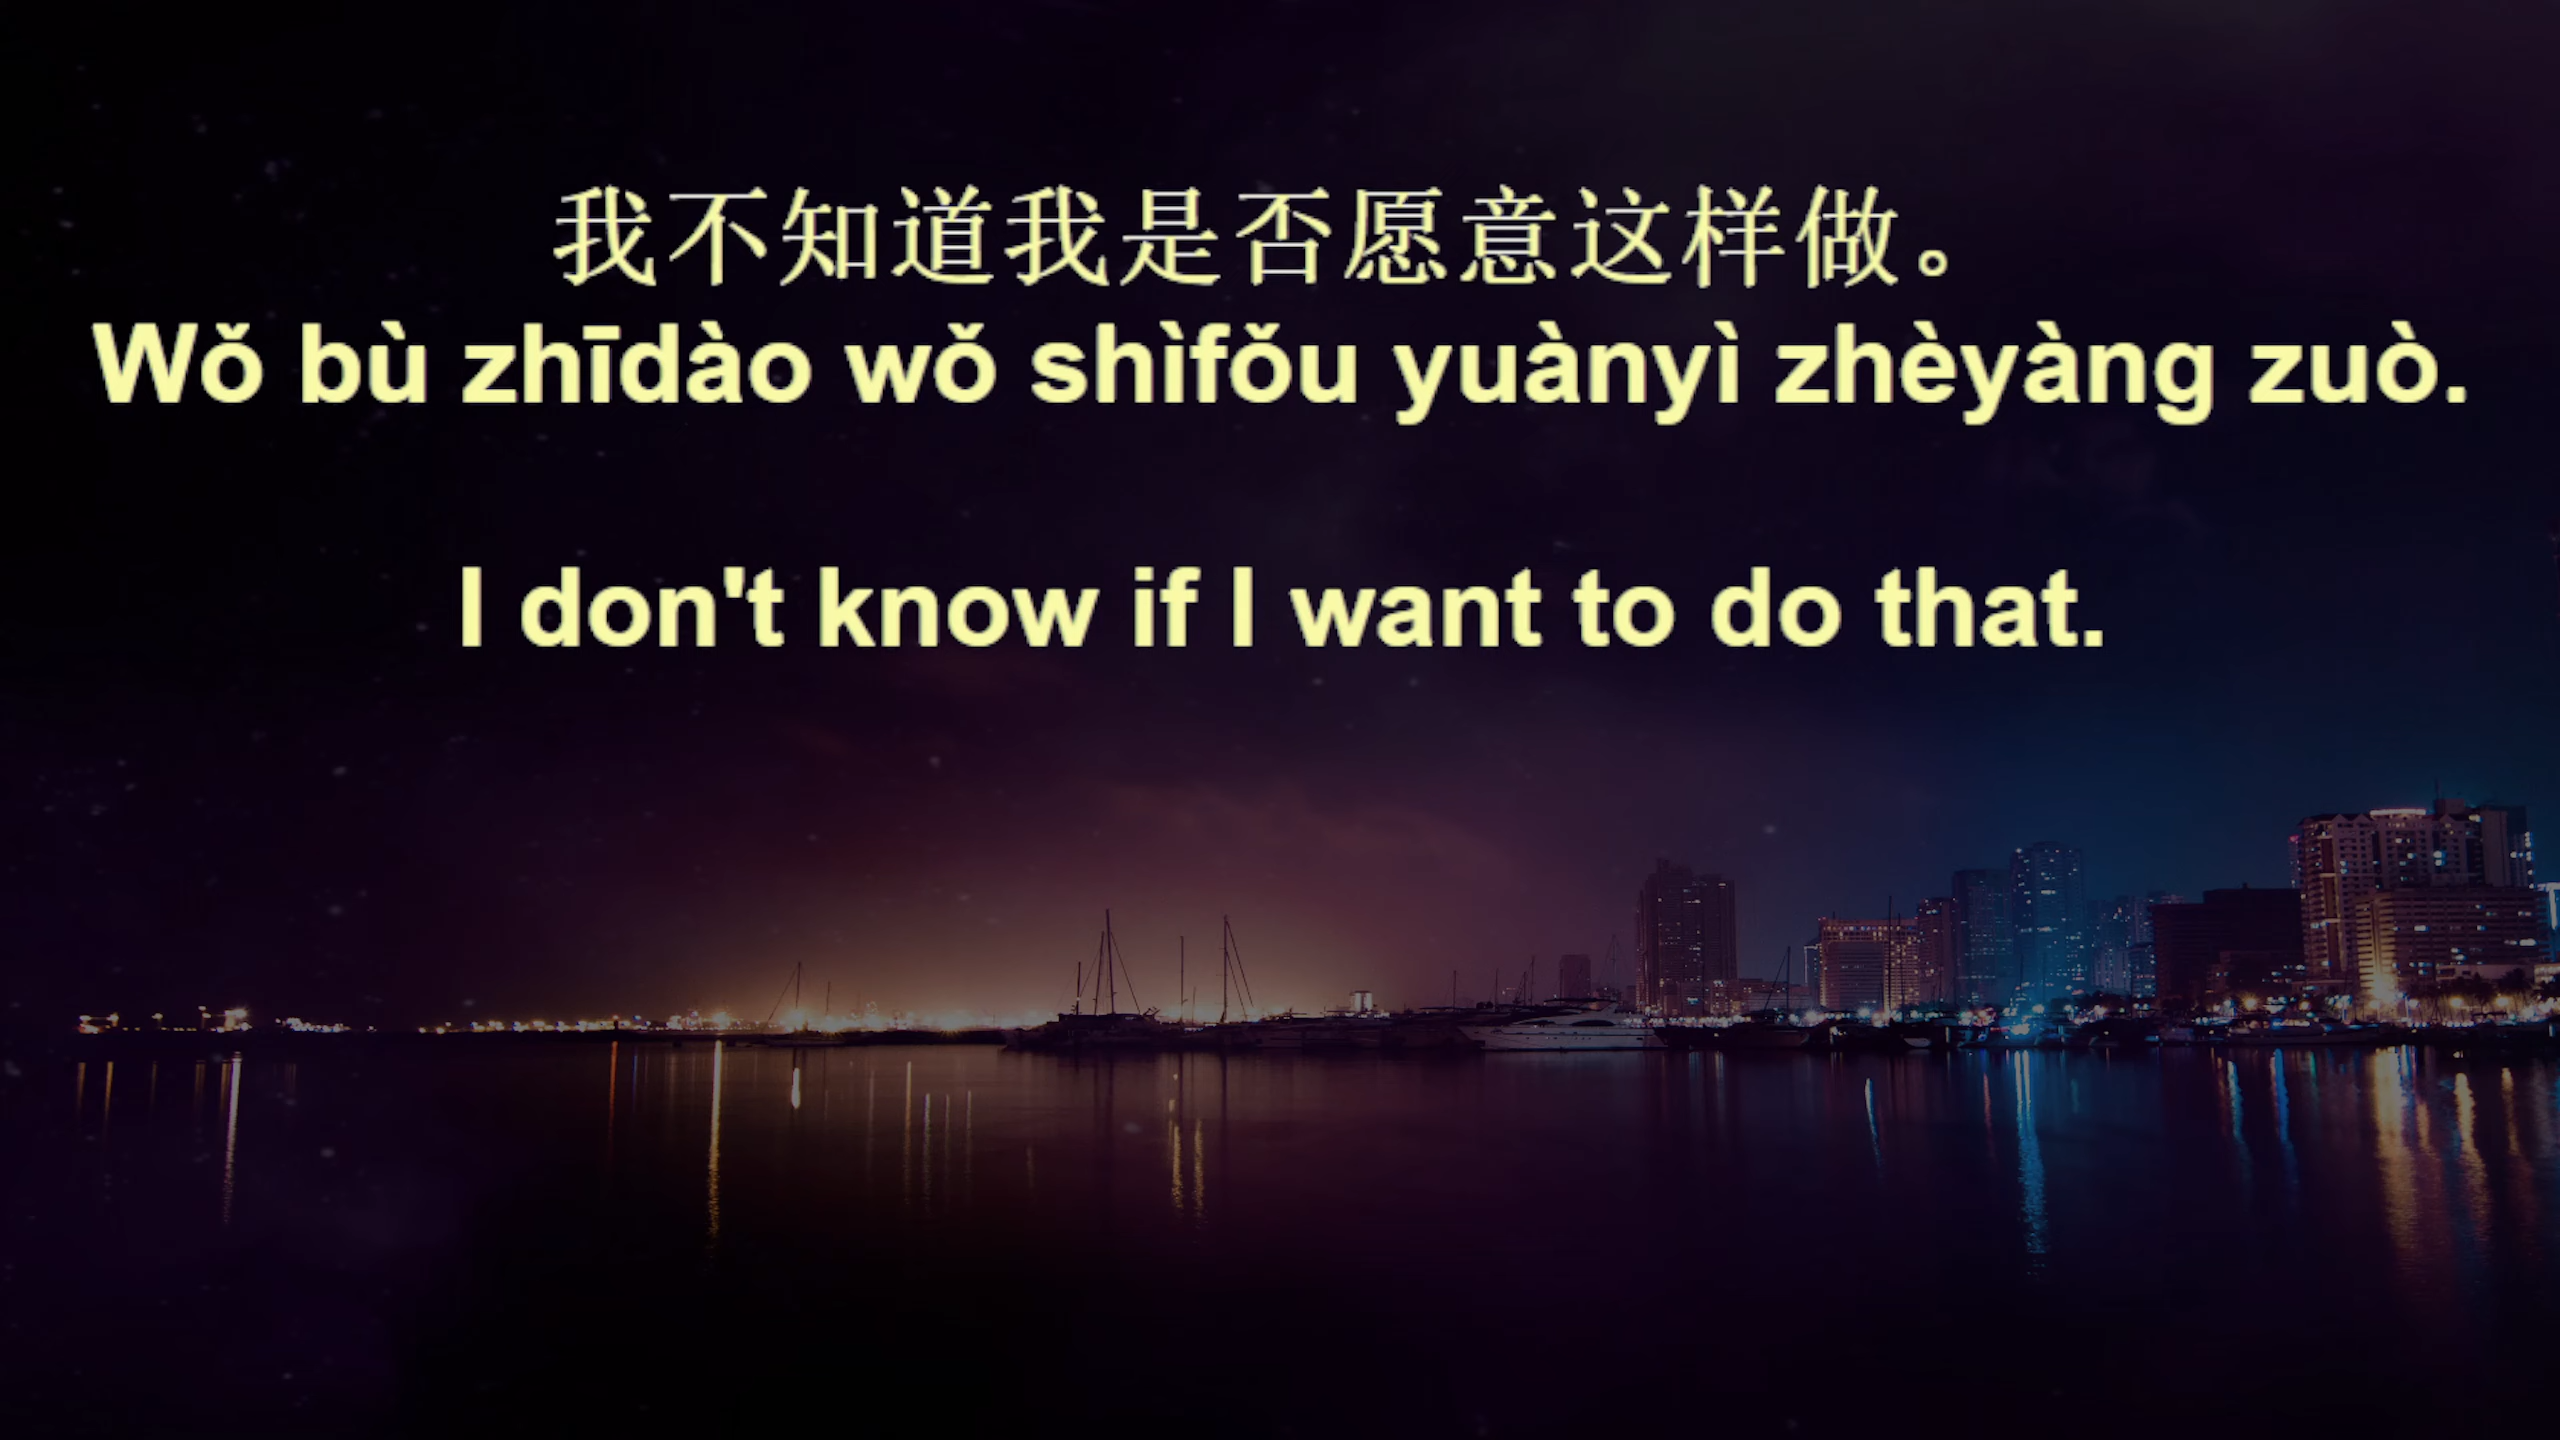 我不知道我是否愿意这样做。
Wǒ bù zhīdào wǒ shìfǒu yuànyì zhèyàng zuò.
I don't know if I want to do that.